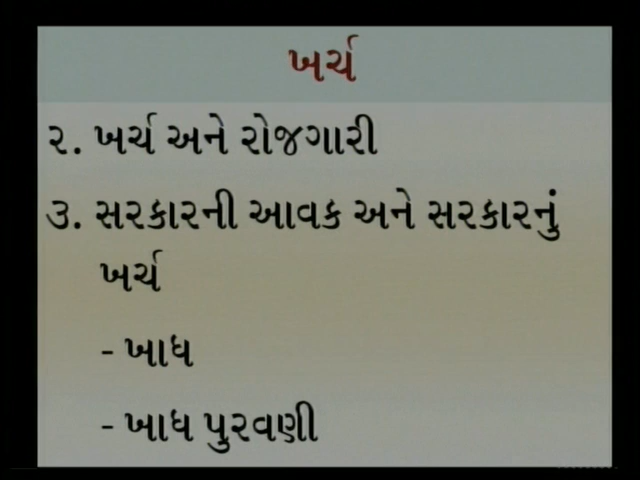 ખર્ચ
૨. ખર્ચ અને રોજગારી
૩. સરકારની આવક અને સરકારનું
ખર્ચ
- ખાધ
- ખાધ પુરવણી